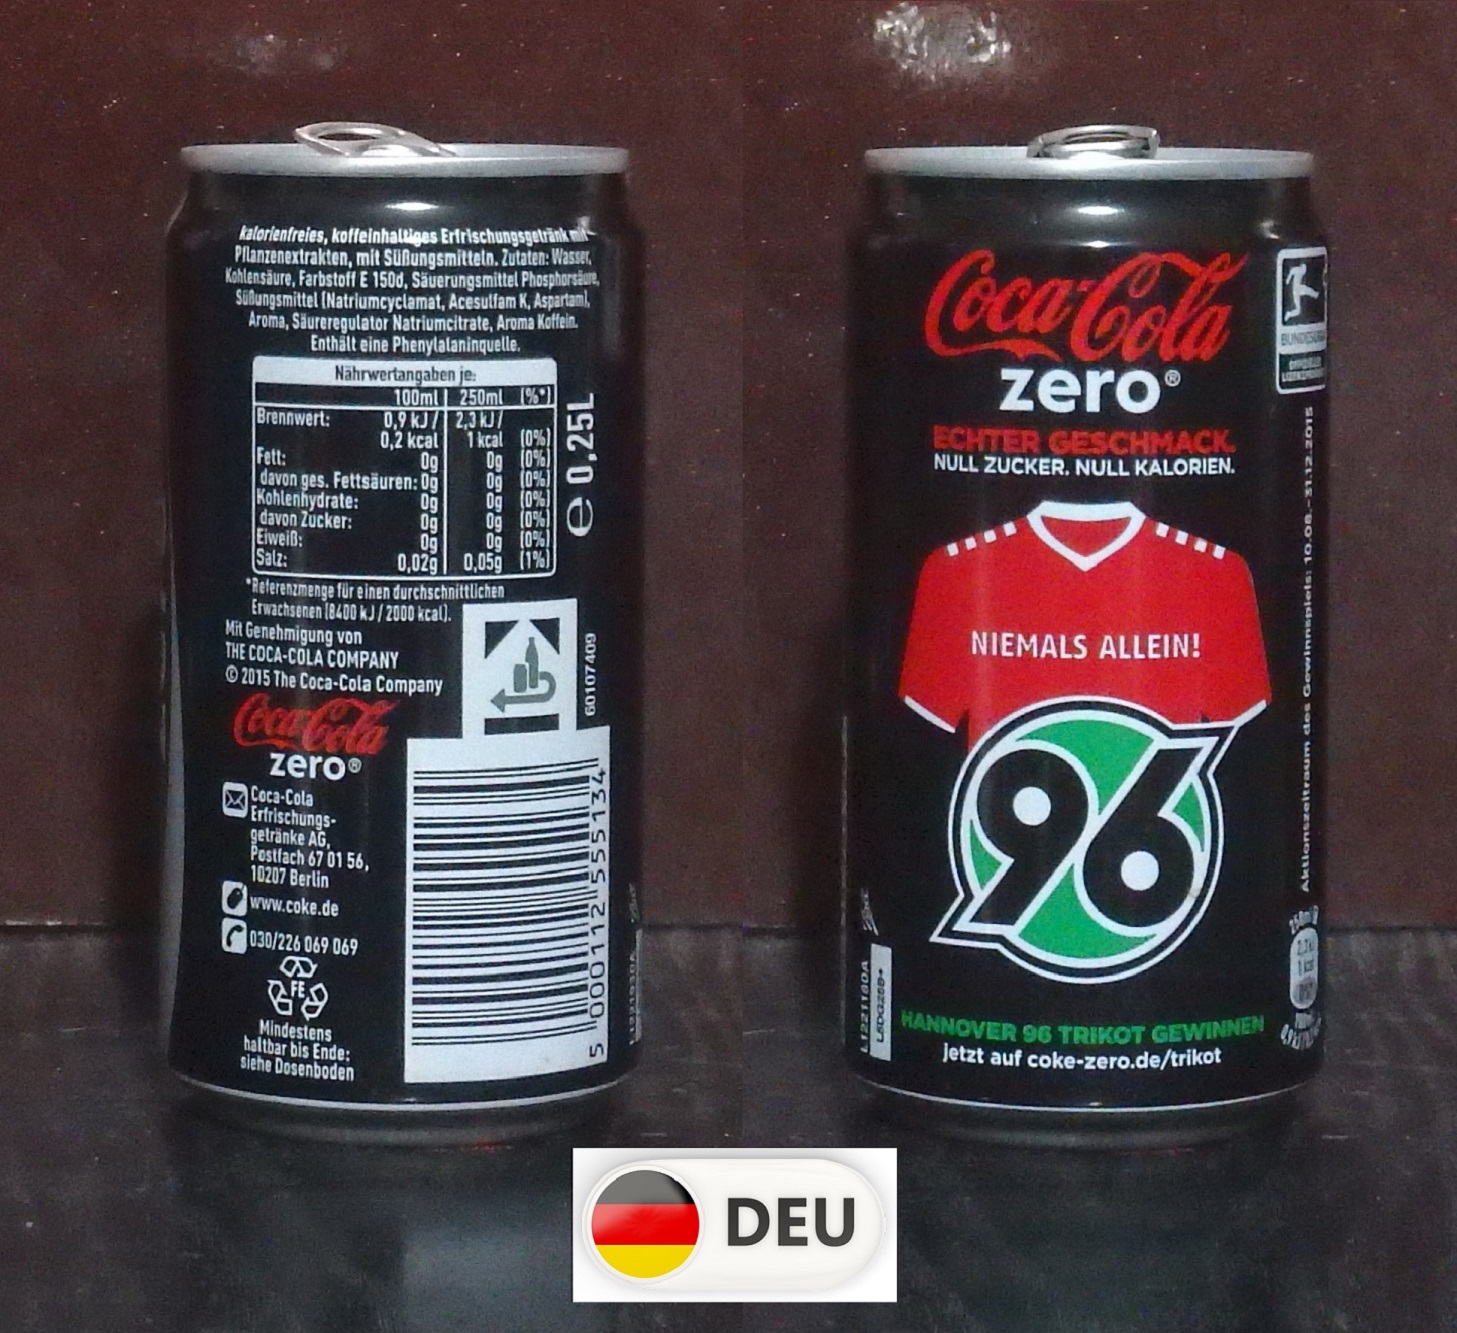 kalorienfreies, koffeinhaltiges Erfrischungsgetränk mit
Pflanzenextrakten, mit Süßungsmitteln. Zutaten: Wasser,
Kohlensäure, Farbstoff E 150d, Säuerungsmittel Phosphorsäure,
Süßungsmittel (Natriumcyclamat, Acesulfam K, Aspartam),
Aroma, Säureregulator Natriumcitrate, Aroma Koffein.
Enthält eine Phenylalaninquelle.
Nährwertangaben je:
100ml 250ml (%*)
Brennwert: 0,9 kJ / 2,3 kJ /
0,2 kcal 1 kcal (0%)
Fett: 0g 0g (0%)
davon ges. Fettsäuren: 0g 0g (0%)
Kohlenhydrate: 0g 0g (0%)
davon Zucker: 0g 0g (0%)
Eiweiß: 0g 0g (0%)
Salz: 0,02g 0,05g (1%)
*Referenzmenge für einen durchschnittlichen
Erwachsenen (8400 kJ / 2000 kcal).
e 0,25L
Mit Genehmigung von
THE COCA-COLA COMPANY
© 2015 The Coca-Cola Company
60107409
Coca-Cola
zero®
Coca-Cola
Erfrischungs-
getränke AG,
Postfach 67 01 56,
10207 Berlin
www.coke.de
030/226 069 069
FE
Mindestens
haltbar bis Ende:
siehe Dosenboden
5 000112 555134
Coca-Cola
zero®
ECHTER GESCHMACK.
NULL ZUCKER. NULL KALORIEN.
BUNDESLIGA
NIEMALS ALLEIN!
96
Aktionszeitraum des Gewinnspiels: 10.08.-31.12.2015
HANNOVER 96 TRIKOT GEWINNEN
jetzt auf coke-zero.de/trikot
250ml
1 kcal
DEU